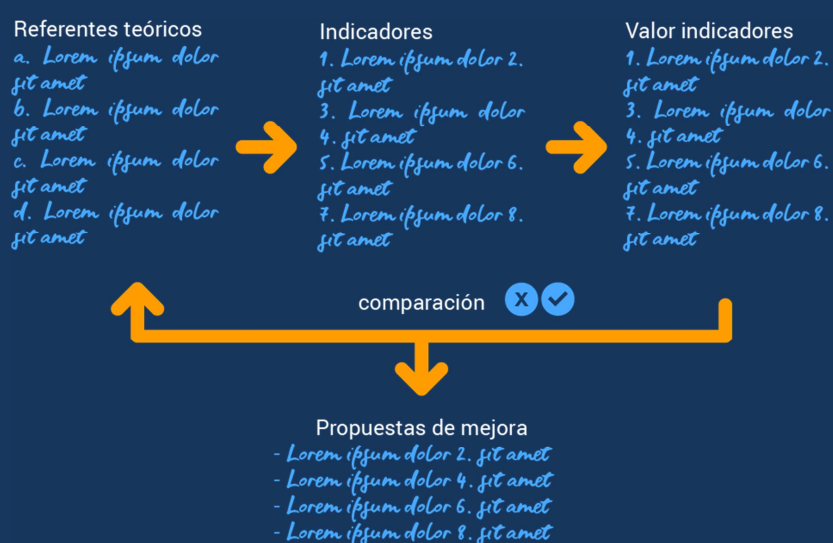 Referentes teóricos
a. Lorem ipsum dolor
sit amet
b. Lorem ipsum dolor
sit amet
c. Lorem ipsum dolor
sit amet
d. Lorem ipsum dolor
sit amet
Indicadores
1. Lorem ipsum dolor 2.
sit amet
3. Lorem ipsum dolor
4. sit amet
5. Lorem ipsum dolor 6.
sit amet
7. Lorem ipsum dolor 8.
sit amet
Valor indicadores
1. Lorem ipsum dolor 2.
sit amet
3. Lorem ipsum dolor
4. sit amet
5. Lorem ipsum dolor 6.
sit amet
7. Lorem ipsum dolor 8.
sit amet
comparación x
Propuestas de mejora
- Lorem ipsum dolor 2. sit amet
- Lorem ipsum dolor 4. sit amet
- Lorem ipsum dolor 6. sit amet
- Lorem ipsum dolor 8. sit amet